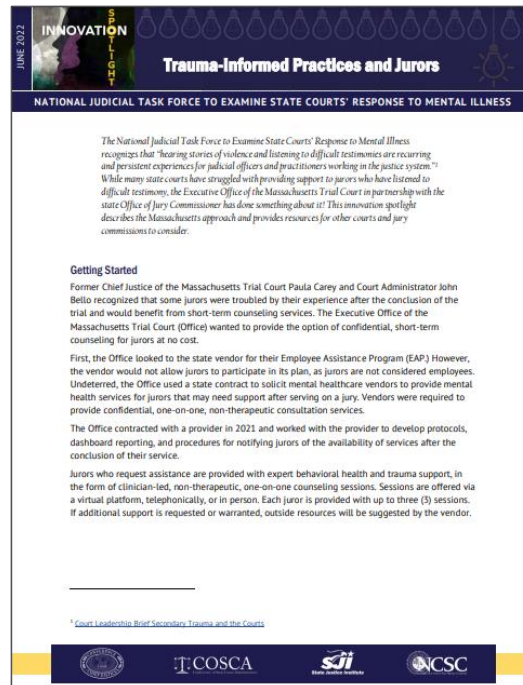 JUNE 2022
INNOVATION
SPOTLIGHT
Trauma-Informed Practices and Jurors
NATIONAL JUDICIAL TASK FORCE TO EXAMINE STATE COURTS' RESPONSE TO MENTAL ILLNESS
The National Judicial Task Force to Examine State Courts' Response to Mental Illness
recognizes that "hearing stories of violence and listening to difficult testimonies are recurring
and persistent experiences for judicial officers and practitioners working in the justice system."¹
While many state courts have struggled with providing support to jurors who have listened to
difficult testimony, the Executive Office of the Massachusetts Trial Court in partnership with the
state Office of Jury Commissioner has done something about it! This innovation spotlight
describes the Massachusetts approach and provides resources for other courts and jury
commissions to consider.
Getting Started
Former Chief Justice of the Massachusetts Trial Court Paula Carey and Court Administrator John
Bello recognized that some jurors were troubled by their experience after the conclusion of the
trial and would benefit from short-term counseling services. The Executive Office of the
Massachusetts Trial Court (Office) wanted to provide the option of confidential, short-term
counseling for jurors at no cost.
First, the Office looked to the state vendor for their Employee Assistance Program (EAP.) However,
the vendor would not allow jurors to participate in its plan, as jurors are not considered employees.
Undeterred, the Office used a state contract to solicit mental healthcare vendors to provide mental
health services for jurors that may need support after serving on a jury. Vendors were required to
provide confidential, one-on-one, non-therapeutic consultation services.
The Office contracted with a provider in 2021 and worked with the provider to develop protocols,
dashboard reporting, and procedures for notifying jurors of the availability of services after the
conclusion of their service.
Jurors who request assistance are provided with expert behavioral health and trauma support, in
the form of clinician-led, non-therapeutic, one-on-one counseling sessions. Sessions are offered via
a virtual platform, telephonically, or in person. Each juror is provided with up to three (3) sessions.
If additional support is requested or warranted, outside resources will be suggested by the vendor.
¹ Court Leadership Brief Secondary Trauma and the Courts
COSCA
SJI
State Justice Institute
NCSC